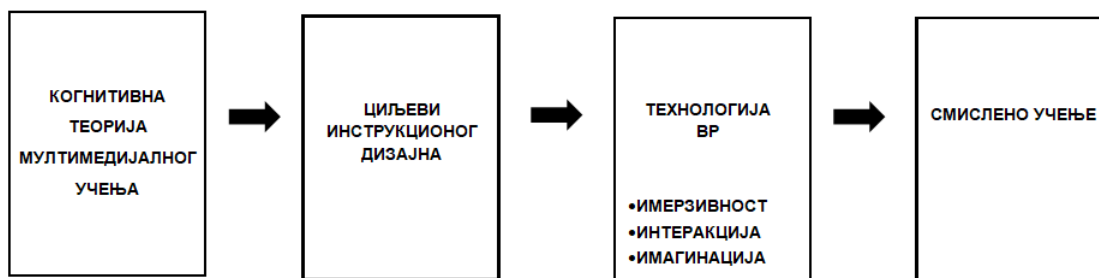 КОГНИТИВНА
ТЕОРИЈА
МУЛТИМЕДИЈАЛНОГ
УЧЕЊА
ЦИЉЕВИ
ИНСТРУКЦИОНОГ
ДИЗАЈНА
ТЕХНОЛОГИЈА
ВР
•ИМЕРЗИВНОСТ
•ИНТЕРАКЦИЈА
•ИМАГИНАЦИЈА
СМИСЛЕНО УЧЕЊЕ